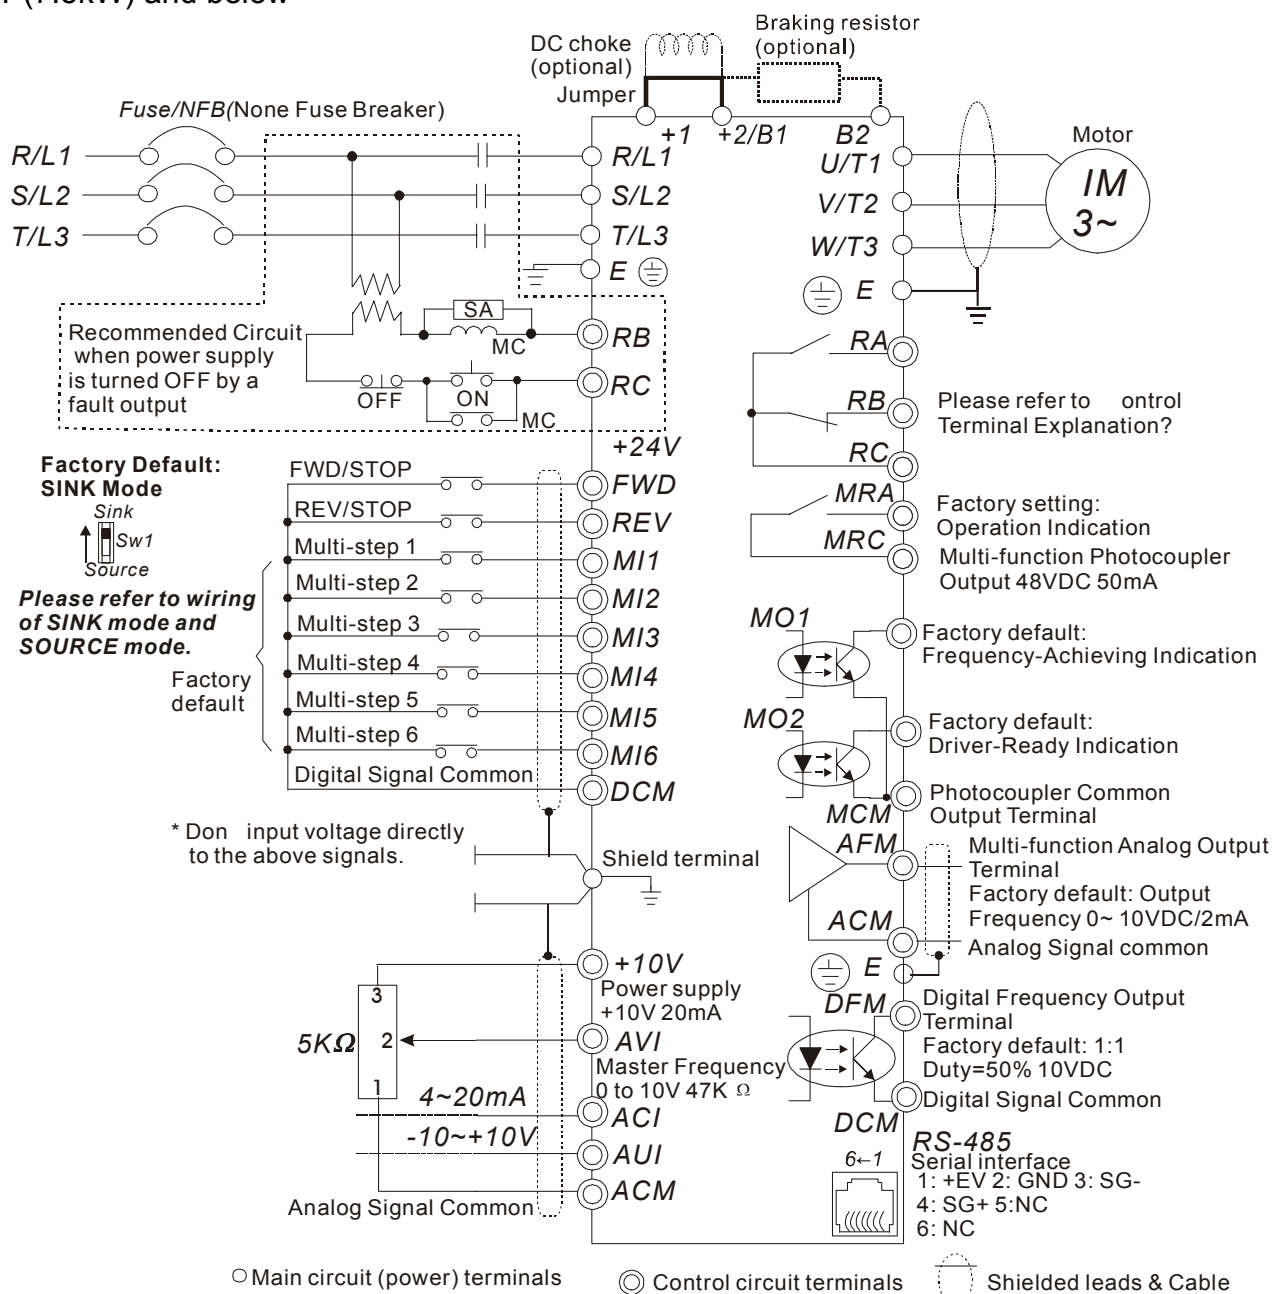 (7.5kW) and below
Braking resistor
(optional)
DC choke
(optional)
Jumper
Fuse/NFB(None Fuse Breaker)
+1
+2/B1
B2
Motor
R/L1
R/L1
U/T1
IM
3~
S/L2
S/L2
V/T2
T/L3
T/L3
W/T3
E
E
Recommended Circuit
when power supply
is turned OFF by a
fault output
SA
MC
RB
RC
OFF
ON
MC
RA
RB
RC
Please refer to ontrol
Terminal Explanation?
+24V
Factory Default:
SINK Mode
Sink
Sw1
Source
Please refer to wiring
of SINK mode and
SOURCE mode.
Factory
default
FWD/STOP
FWD
REV/STOP
REV
Multi-step 1
MI1
Multi-step 2
MI2
Multi-step 3
MI3
Multi-step 4
MI4
Multi-step 5
MI5
Multi-step 6
MI6
Digital Signal Common
DCM
MRA
MRC
Factory setting:
Operation Indication
Multi-function Photocoupler
Output 48VDC 50mA
MO1
Factory default:
Frequency-Achieving Indication
MO2
Factory default:
Driver-Ready Indication
MCM
Photocoupler Common
Output Terminal
* Don input voltage directly
to the above signals.
Shield terminal
AFM
Multi-function Analog Output
Terminal
Factory default: Output
Frequency 0~ 10VDC/2mA
ACM
Analog Signal common
E
+10V
Power supply
+10V 20mA
3
2
1
5KΩ
AVI
Master Frequency
0 to 10V 47K Ω
4~20mA
ACI
-10~+10V
AUI
ACM
Analog Signal Common
DFM
Digital Frequency Output
Terminal
Factory default: 1:1
Duty=50% 10VDC
DCM
Digital Signal Common
RS-485
Serial interface
6←1
1: +EV 2: GND 3: SG-
4: SG+ 5:NC
6: NC
Main circuit (power) terminals
Control circuit terminals
Shielded leads & Cable